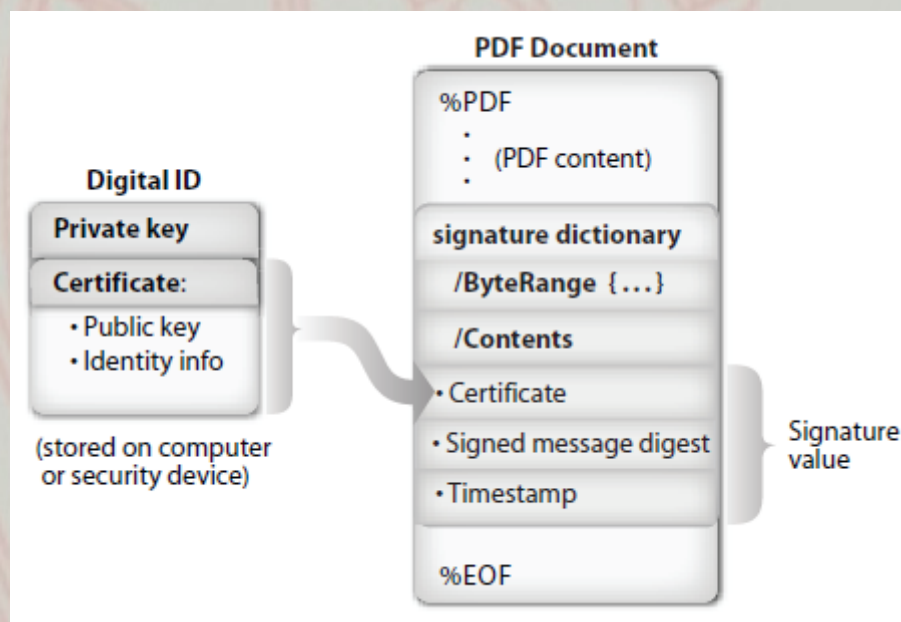 PDF Document
%PDF
•
• (PDF content)
•
Digital ID
Private key
Certificate:
• Public key
• Identity info
(stored on computer
or security device)
signature dictionary
/ByteRange {...}
/Contents
• Certificate
• Signed message digest
• Timestamp
Signature
value
%EOF